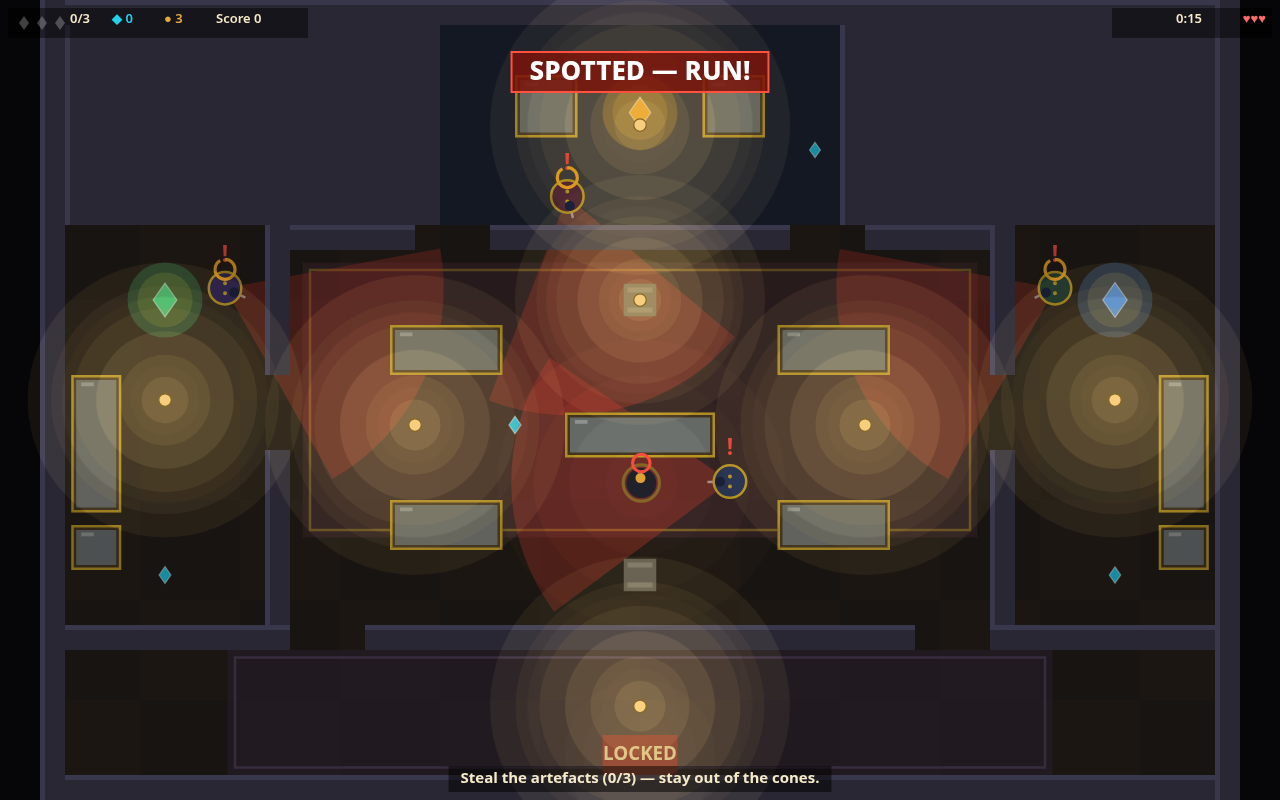 0/3 0 3 Score 0 0:15
SPOTTED — RUN!
!
!
!
!
LOCKED
Steal the artefacts (0/3) — stay out of the cones.